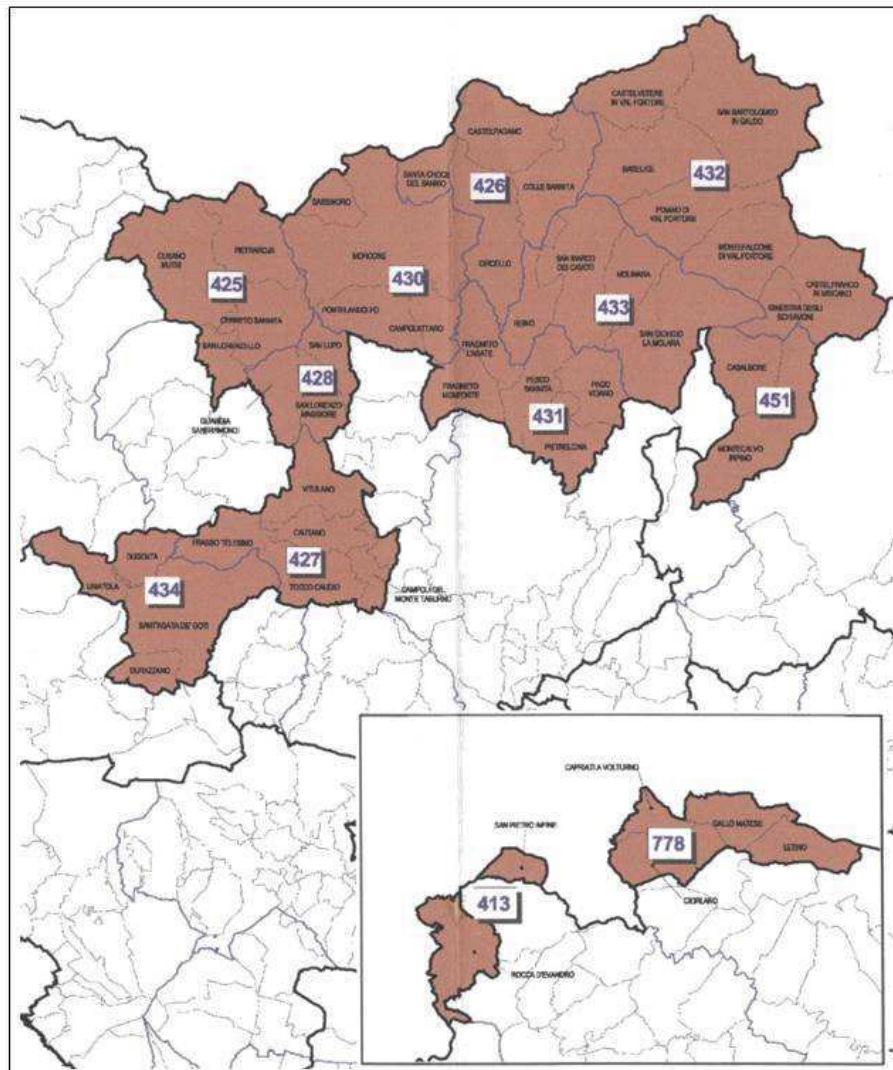 CASTELVETERE
IN VAL FORTORE
SAN BARTOLOMEO
IN GALDO
CASTELPAGANO
SANTA CROCE
DEL SANNIO
426
COLLE SANNITA
BASELICE
432
SASSINORO
FOIANO DI
VAL FORTORE
CUSANO
MUTRI
PIETRAROJA
MORCONE
CIRCELLO
SAN MARCO
DEI CAVOTI
MOLINARA
MONTEFALCONE
DI VAL FORTORE
CASTELFRANCO
IN MISCANO
425
430
433
GINESTRA DEGLI
SCHIAVONI
CERRETO SANNITA
PONTELANDOLFO
CAMPOLATTARO
REINO
SAN GIORGIO
LA MOLARA
SAN LORENZELLO
SAN LUPO
FRAGNETO
L'ABATE
CASALBORE
428
FRAGNETO
MONFORTE
PESCO
SANNITA
PAGO
VEIANO
451
SAN LORENZO
MAGGIORE
431
GUARDIA
SANFRAMONDI
PIETRELCINA
MONTECALVO
IRPINO
VITULANO
CAUTANO
FRASSO TELESINO
DUGENTA
427
434
LIMATOLA
TOCCO CAUDIO
CAMPOLI DEL
MONTE TABURNO
SANT'AGATA DE' GOTI
DURAZZANO
CAPRIATI A VOLTURNO
SAN PIETRO INFINE
GALLO MATESE
778
LETINO
413
CIORLANO
ROCCA D'EVANDRO